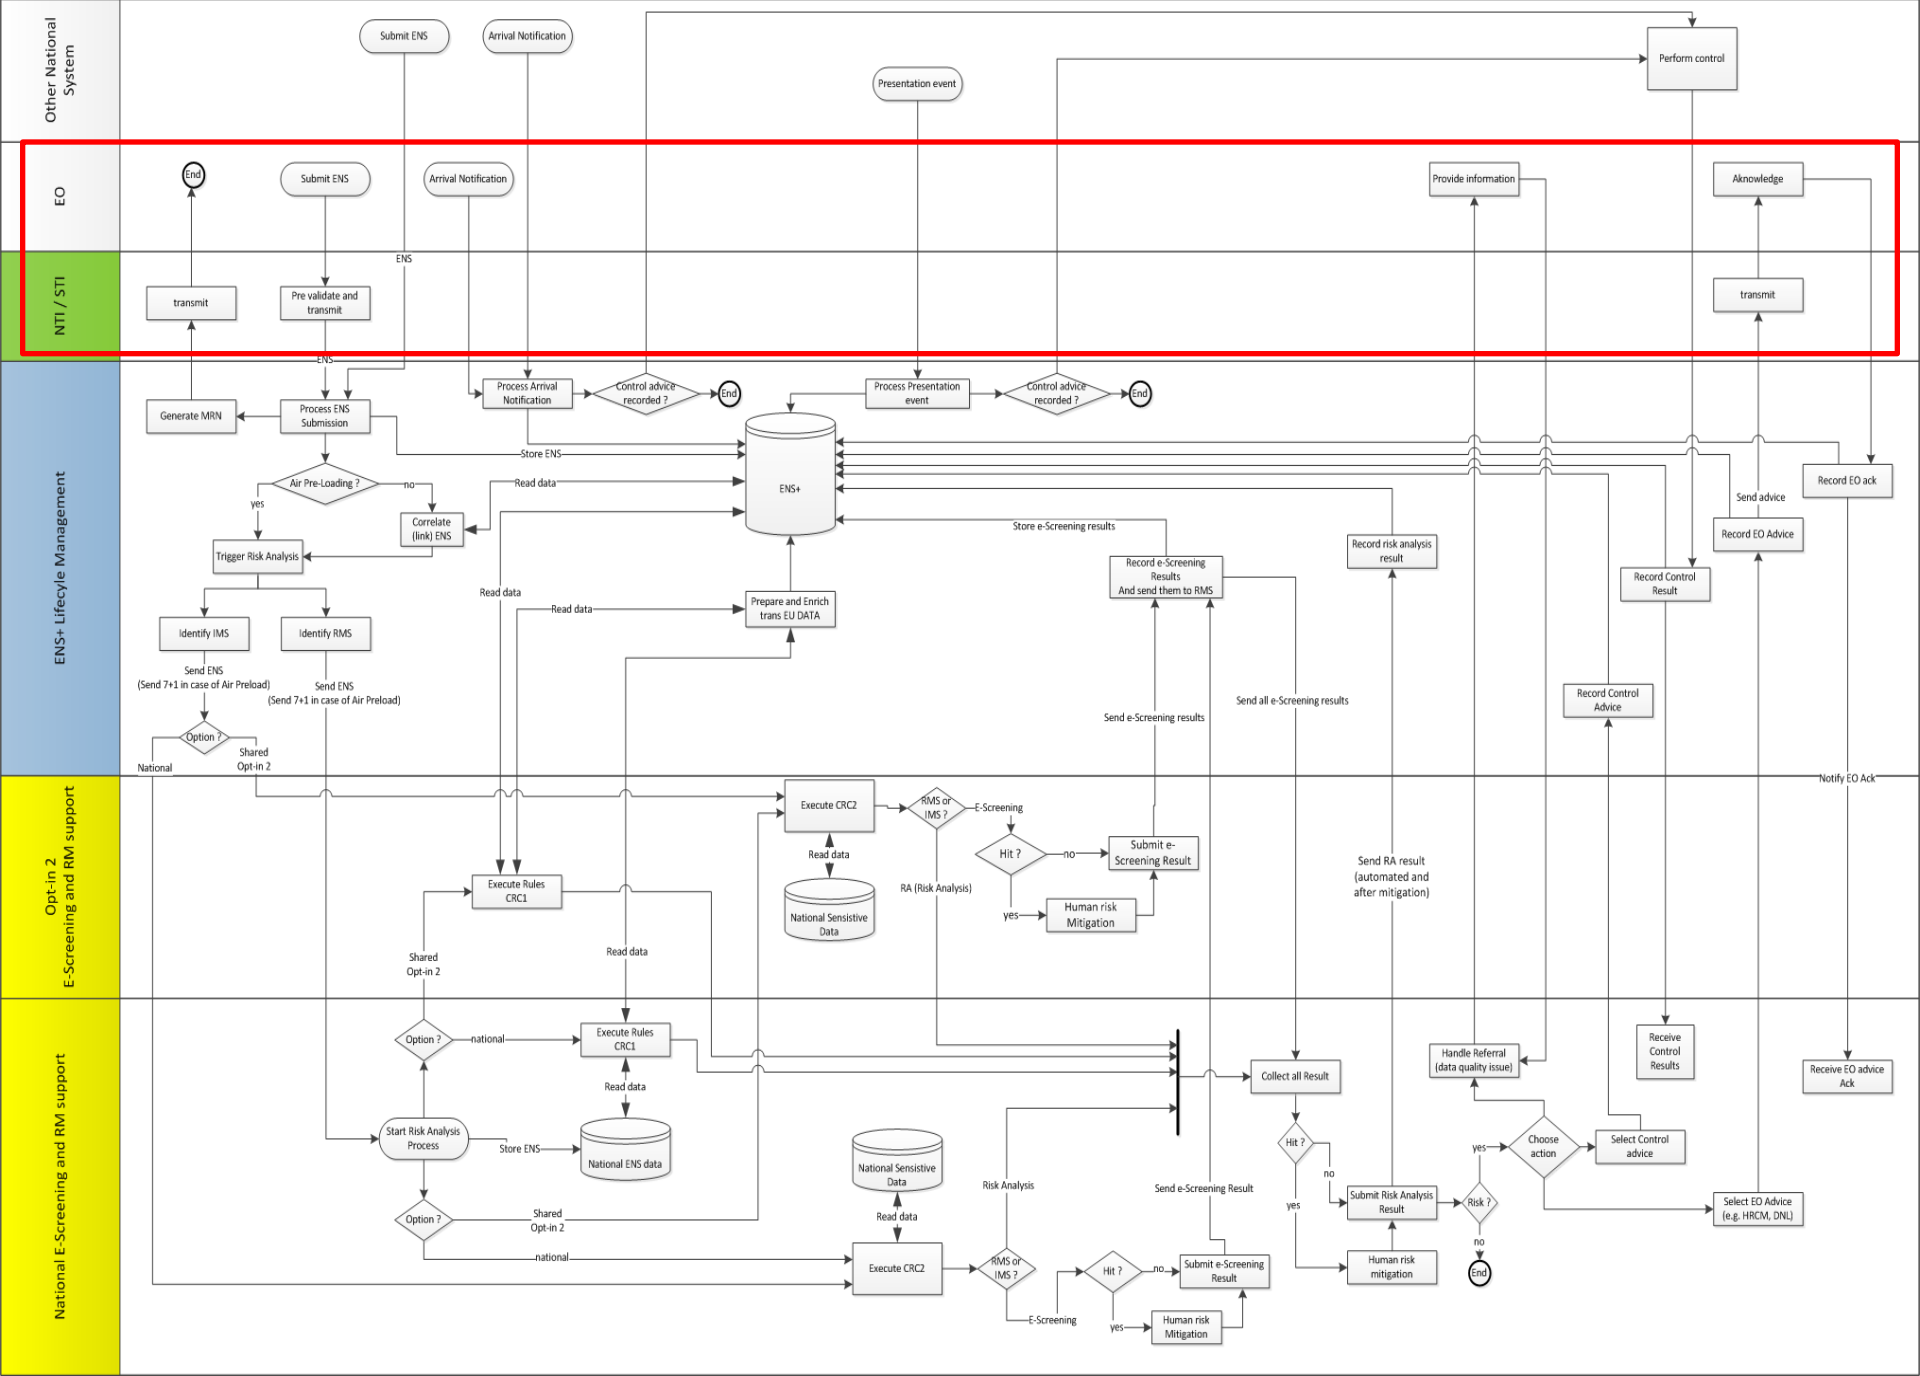 Other National
System
Submit ENS
Arrival Notification
Presentation event
Perform control
EO
End
Submit ENS
Arrival Notification
Provide information
Aknowledge
ENS
NTI / STI
transmit
Pre validate and
transmit
transmit
ENS
ENS+ Lifecyle Management
Generate MRN
Process ENS
Submission
Process Arrival
Notification
Control advice
recorded ?
End
Process Presentation
event
Control advice
recorded ?
End
Store ENS
Air Pre-Loading ?
no
yes
Read data
ENS+
Correlate
(link) ENS
Trigger Risk Analysis
Store e-Screening results
Record risk analysis
result
Send advice
Record EO ack
Record EO Advice
Record e-Screening
Results
And send them to RMS
Record Control
Result
Read data
Read data
Prepare and Enrich
trans EU DATA
Identify IMS
Identify RMS
Send ENS
(Send 7+1 in case of Air Preload)
Send ENS
(Send 7+1 in case of Air Preload)
Send all e-Screening results
Send e-Screening results
Record Control
Advice
Option ?
Shared
Opt-in 2
National
Notify EO Ack
Opt-in 2
E-Screening and RM support
Execute CRC2
RMS or
IMS ?
E-Screening
Hit ?
no
Submit e-
Screening Result
Read data
National Sensistive
Data
RA (Risk Analysis)
yes
Human risk
Mitigation
Send RA result
(automated and
after mitigation)
Execute Rules
CRC1
Shared
Opt-in 2
Read data
National E-Screening and RM support
Option ?
national
Execute Rules
CRC1
Read data
Start Risk Analysis
Process
Store ENS
National ENS data
Option ?
Shared
Opt-in 2
national
National Sensistive
Data
Read data
Execute CRC2
RMS or
IMS ?
Risk Analysis
E-Screening
Hit ?
no
yes
Submit e-Screening
Result
Human risk
Mitigation
Send e-Screening Result
Collect all Result
Hit ?
no
yes
Submit Risk Analysis
Result
Human risk
mitigation
Risk ?
yes
no
End
Handle Referral
(data quality issue)
Choose
action
Select Control
advice
Select EO Advice
(e.g. HRCM, DNL)
Receive
Control
Results
Receive EO advice
Ack